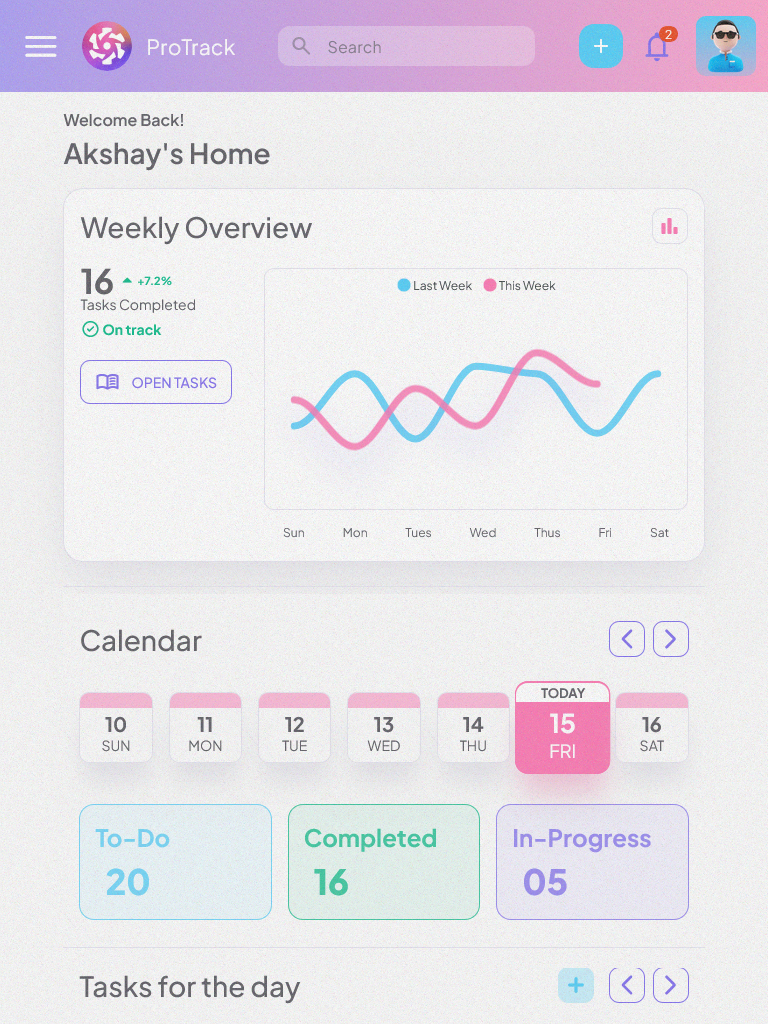 ProTrack
Search
2
Welcome Back!
Akshay's Home
Weekly Overview
16 +7.2%
Tasks Completed
On track
OPEN TASKS
Last Week This Week
Sun Mon Tues Wed Thus Fri Sat
Calendar
TODAY
10 11 12 13 14 15 16
SUN MON TUE WED THU FRI SAT
To-Do Completed In-Progress
20 16 05
Tasks for the day